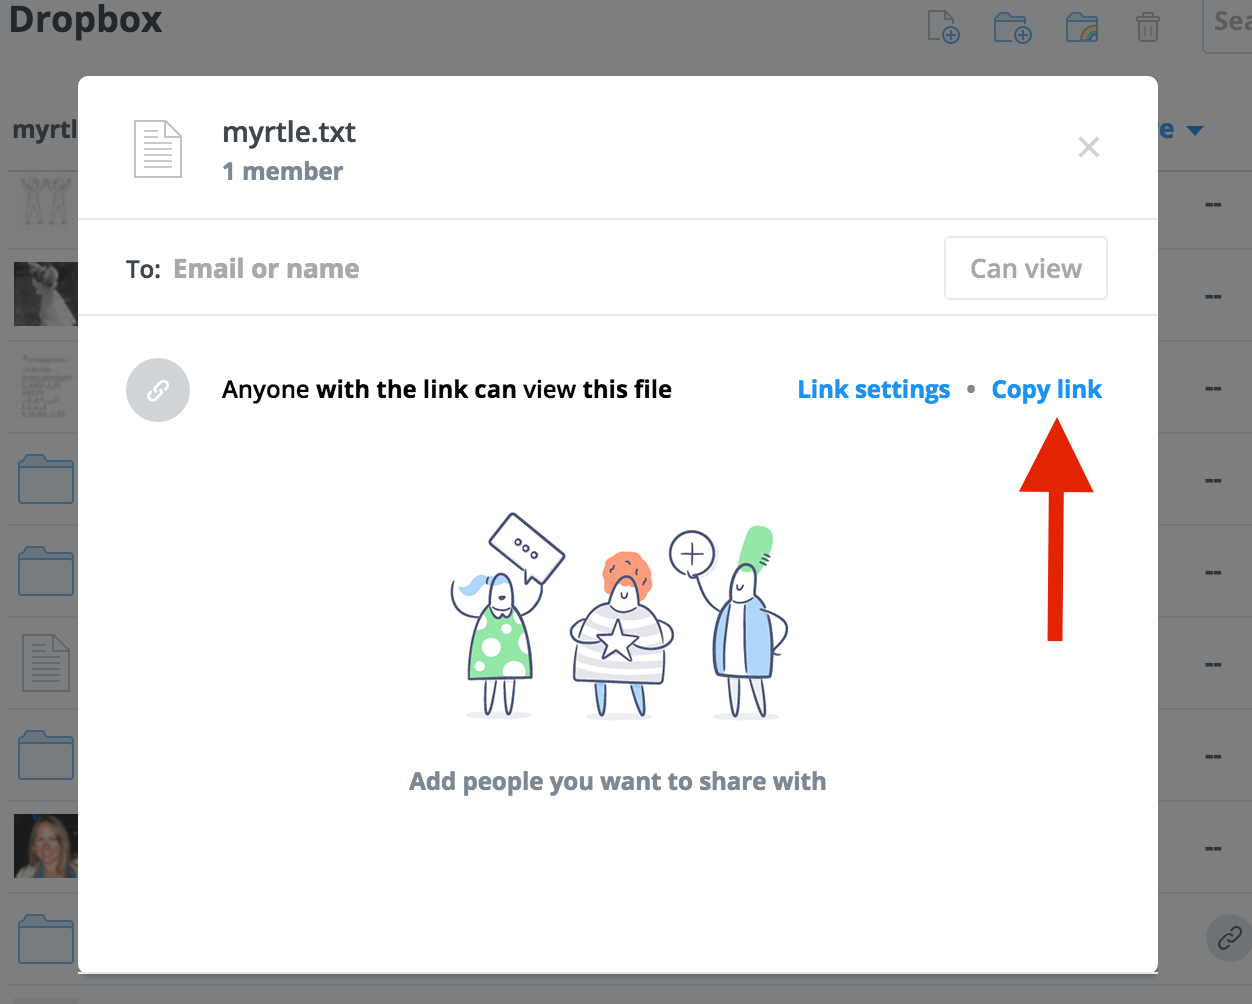 Dropbox
Sea
myrtl
e
myrtle.txt
1 member
To: Email or name
Can view
Anyone with the link can view this file
Link settings • Copy link
Add people you want to share with
--
--
--
--
--
--
--
--